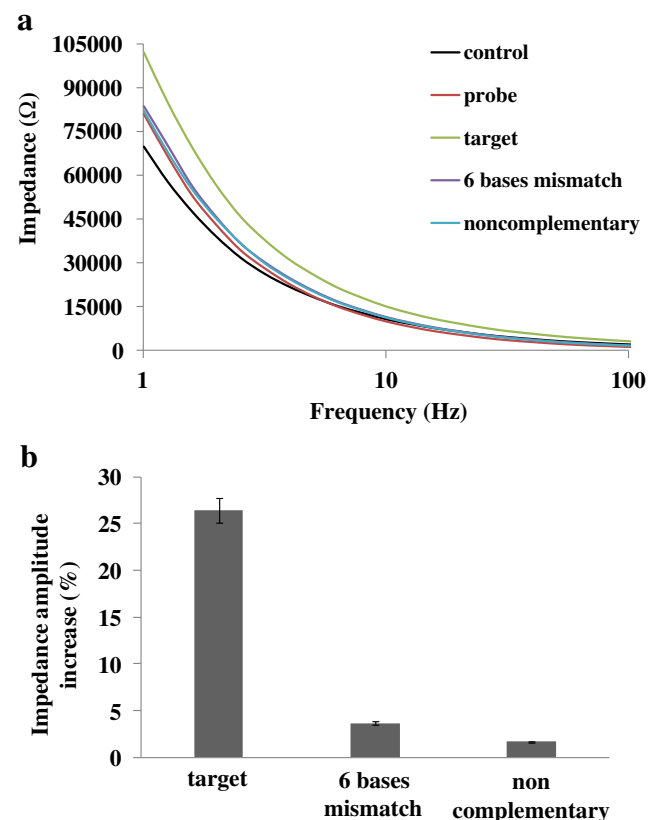 a
105000
90000
75000
60000
45000
30000
15000
0
Impedance (Ω)
1
10
100
Frequency (Hz)
control
probe
target
6 bases mismatch
noncomplementary
b
30
25
20
15
10
5
0
Impedance amplitude
increase (%)
target
6 bases
mismatch
non
complementary